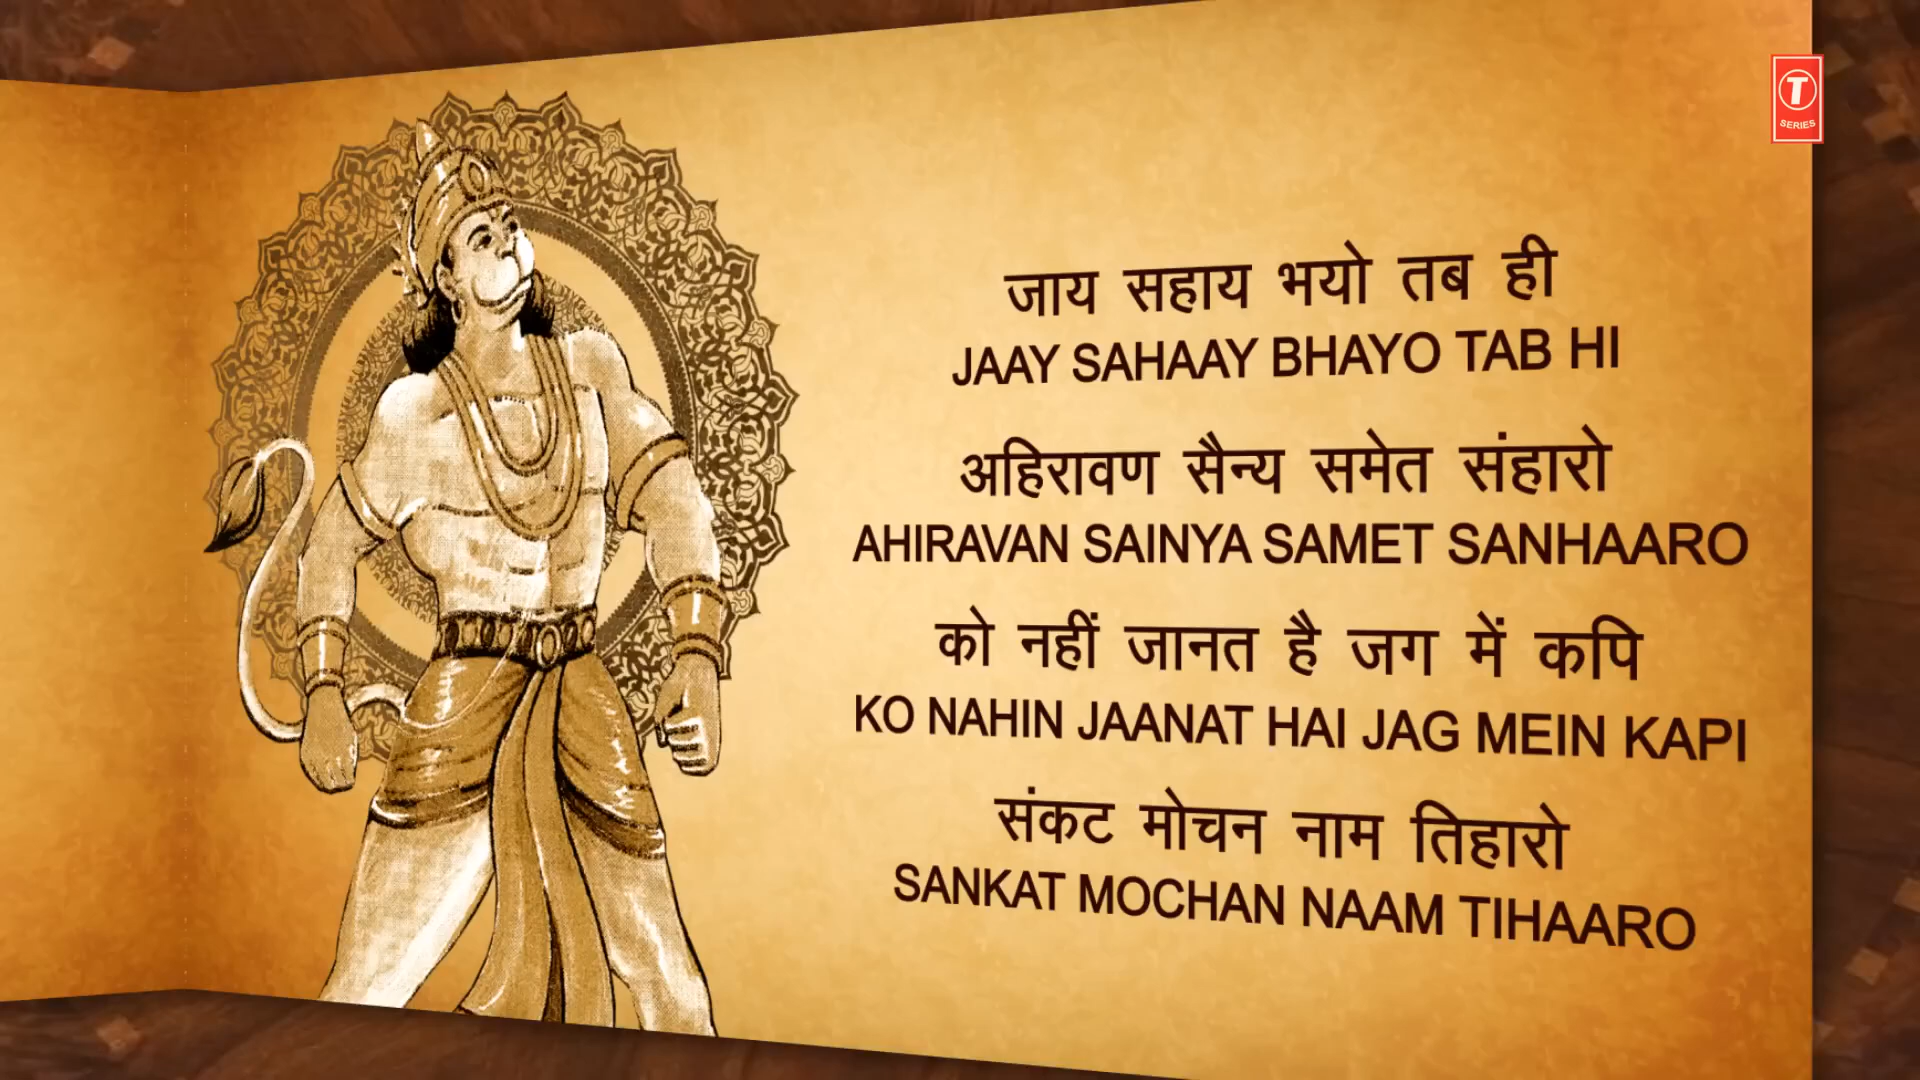 T
SERIES
जाय सहाय भयो तब ही
JAAY SAHAAY BHAYO TAB HI
अहिरावण सैन्य समेत संहारो
AHIRAVAN SAINYA SAMET SANHAARO
को नहीं जानत है जग में कपि
KO NAHIN JAANAT HAI JAG MEIN KAPI
संकट मोचन नाम तिहारो
SANKAT MOCHAN NAAM TIHAARO